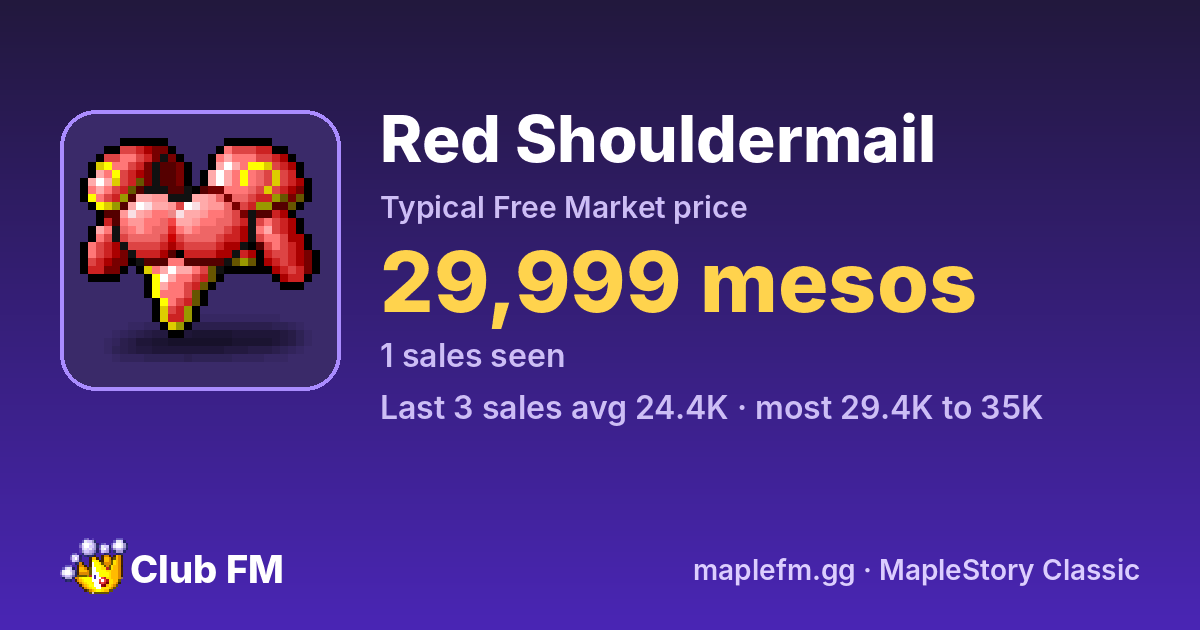 Red Shouldermail
Typical Free Market price
29,999 mesos
1 sales seen
Last 3 sales avg 24.4K · most 29.4K to 35K
Club FM
maplefm.gg · MapleStory Classic